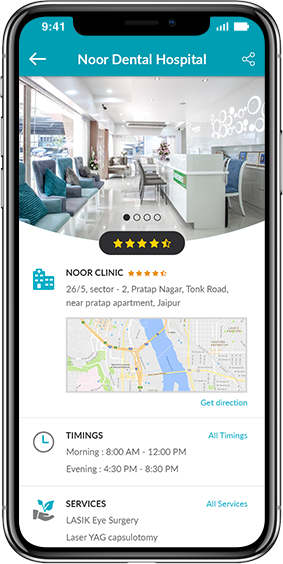 9:41
Noor Dental Hospital
NOOR CLINIC
26/5, sector - 2, Pratap Nagar, Tonk Road,
near pratap apartment, Jaipur
Get direction
TIMINGS All Timings
Morning : 8:00 AM - 12:00 PM
Evening : 4:30 PM - 8:30 PM
SERVICES All Services
LASIK Eye Surgery
Laser YAG capsulotomy